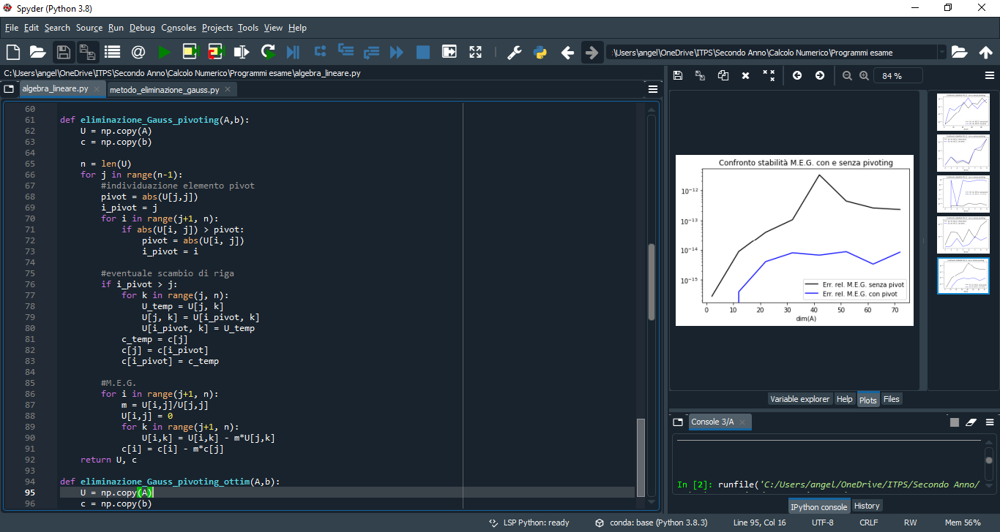 Spyder (Python 3.8)
File Edit Search Source Run Debug Consoles Projects Tools View Help
:\Users\angel\OneDrive\ITPS\Secondo Anno\Calcolo Numerico\Programmi esame
C:\Users\angel\OneDrive\ITPS\Secondo Anno\Calcolo Numerico\Programmi esame\algebra_lineare.py
algebra_lineare.py
metodo_eliminazione_gauss.py
60
61 def eliminazione_Gauss_pivoting(A,b):
62 U = np.copy(A)
63 c = np.copy(b)
64
65 n = len(U)
66 for j in range(n-1):
67 #individuazione elemento pivot
68 pivot = abs(U[j,j])
69 i_pivot = j
70 for i in range(j+1, n):
71 if abs(U[i, j]) > pivot:
72 pivot = abs(U[i, j])
73 i_pivot = i
74
75 #eventuale scambio di riga
76 if i_pivot > j:
77 for k in range(j, n):
78 U_temp = U[j, k]
79 U[j, k] = U[i_pivot, k]
80 U[i_pivot, k] = U_temp
81 c_temp = c[j]
82 c[j] = c[i_pivot]
83 c[i_pivot] = c_temp
84
85 #M.E.G.
86 for i in range(j+1, n):
87 m = U[i,j]/U[j,j]
88 U[i,j] = 0
89 for k in range(j+1, n):
90 U[i,k] = U[i,k] - m*U[j,k]
91 c[i] = c[i] - m*c[j]
92 return U, c
93
94 def eliminazione_Gauss_pivoting_ottim(A,b):
95 U = np.copy(A)
96 c = np.copy(b)
84 %
Confronto stabilità M.E.G. con e senza pivoting
10⁻¹²
10⁻¹³
10⁻¹⁴
10⁻¹⁵
Err. rel. M.E.G. senza pivot
Err. rel. M.E.G. con pivot
0 10 20 30 40 50 60 70
dim(A)
Variable explorer Help Plots Files
Console 3/A
In [2]: runfile('C:/Users/angel/OneDrive/ITPS/Secondo Anno/
IPython console History
LSP Python: ready conda: base (Python 3.8.3) Line 95, Col 16 UTF-8 CRLF RW Mem 56%